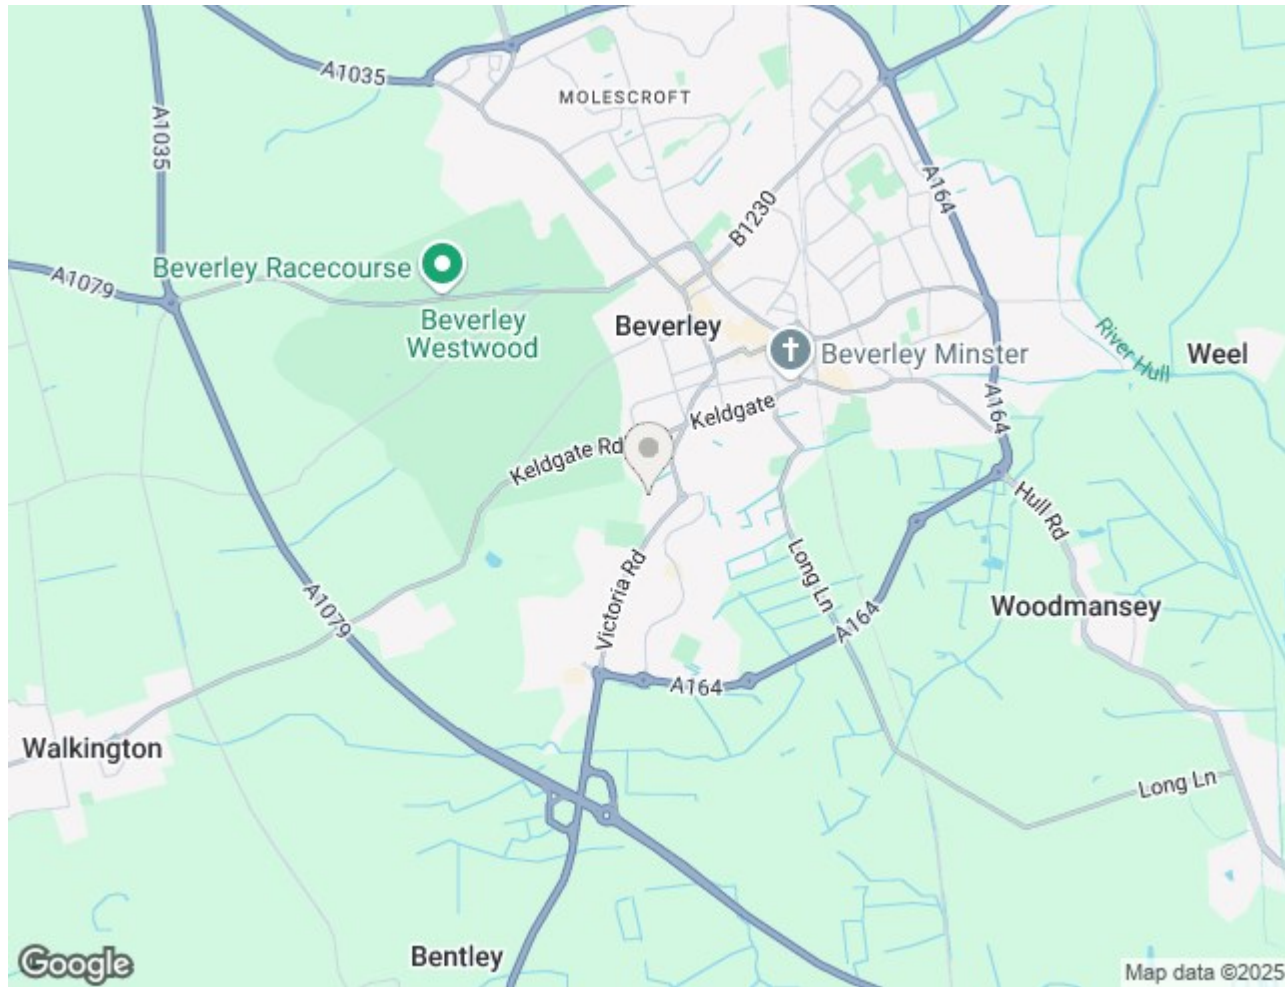 A1035
A1035
MOLESCROFT
A164
B1230
A1079
Beverley Racecourse
Beverley
Westwood
Beverley
Beverley Minster
River Hull
Weel
A164
Keldgate
Keldgate Rd
Hull Rd
Long Ln
Victoria Rd
A1079
A164
Woodmansey
A164
Walkington
Long Ln
Bentley
Google
Map data ©2025